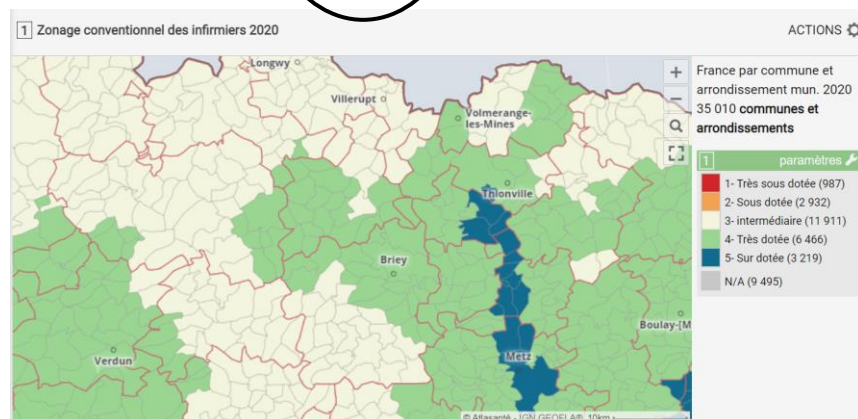 1 Zonage conventionnel des infirmiers 2020
ACTIONS
Longwy
Villerupt
Volmerange-
les-Mines
Thionville
Briey
Boulay-[M
Verdun
Metz
© Atlasanté - IGN GEOFLA®, 10km
+
−
France par commune et
arrondissement mun. 2020
35 010 communes et
arrondissements
1 paramètres
1- Très sous dotée (987)
2- Sous dotée (2 932)
3- intermédiaire (11 911)
4- Très dotée (6 466)
5- Sur dotée (3 219)
N/A (9 495)